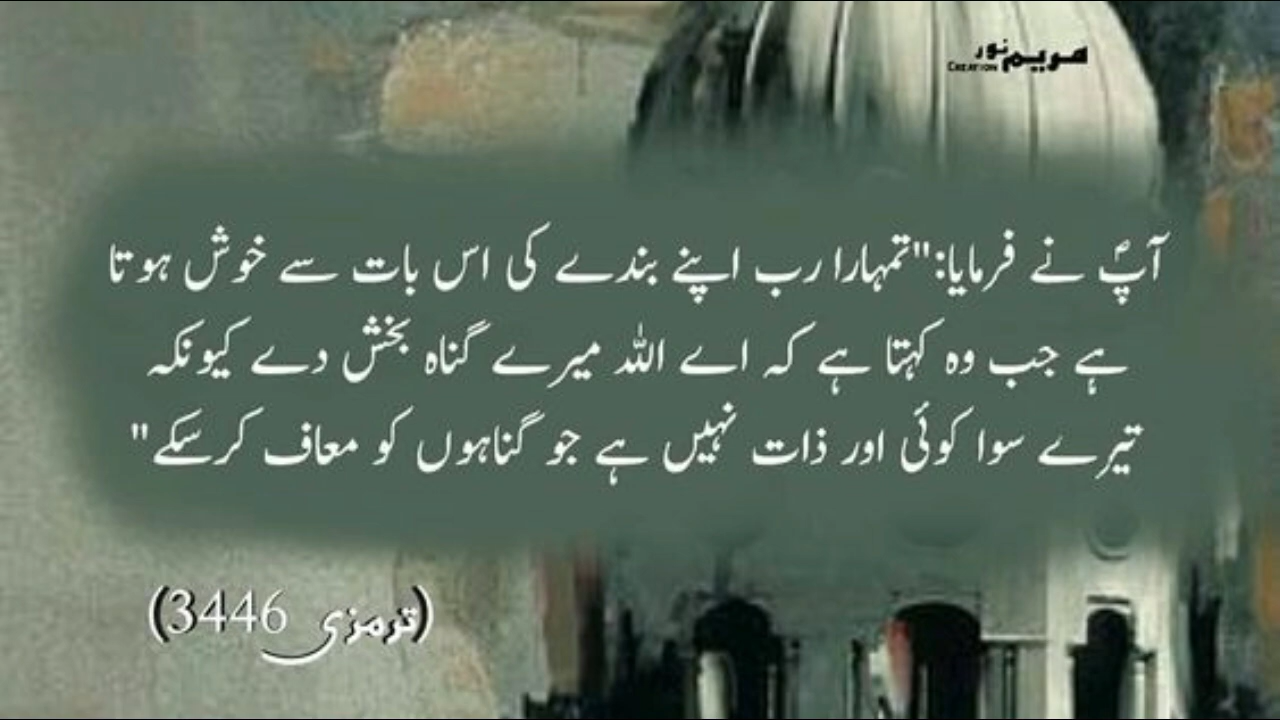 مریم نور
CREATION
آپؐ نے فرمایا:"تمہارا رب اپنے بندے کی اس بات سے خوش ہوتا
ہے جب وہ کہتا ہے کہ اے اللہ میرے گناہ بخش دے کیونکہ
تیرے سوا کوئی اور ذات نہیں ہے جو گناہوں کو معاف کرسکے"
(ترمزی 3446)